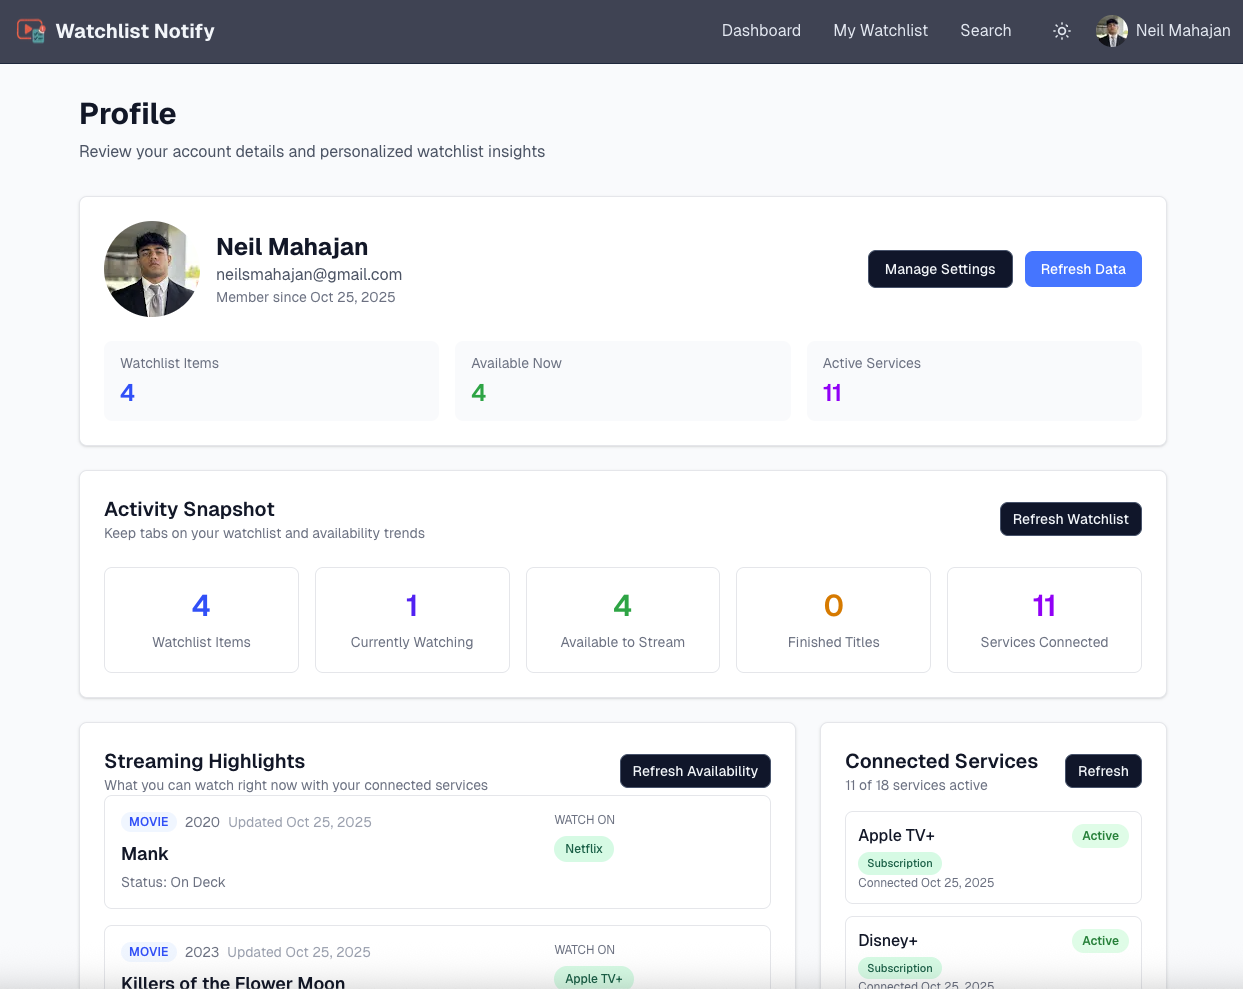 Watchlist Notify
Dashboard
My Watchlist
Search
Neil Mahajan
Profile
Review your account details and personalized watchlist insights
Neil Mahajan
neilsmahajan@gmail.com
Member since Oct 25, 2025
Manage Settings
Refresh Data
Watchlist Items
4
Available Now
4
Active Services
11
Activity Snapshot
Keep tabs on your watchlist and availability trends
Refresh Watchlist
4
Watchlist Items
1
Currently Watching
4
Available to Stream
0
Finished Titles
11
Services Connected
Streaming Highlights
What you can watch right now with your connected services
Refresh Availability
MOVIE 2020 Updated Oct 25, 2025
Mank
Status: On Deck
WATCH ON
Netflix
MOVIE 2023 Updated Oct 25, 2025
Killers of the Flower Moon
WATCH ON
Apple TV+
Connected Services
11 of 18 services active
Refresh
Apple TV+
Active
Subscription
Connected Oct 25, 2025
Disney+
Active
Subscription
Connected Oct 25, 2025